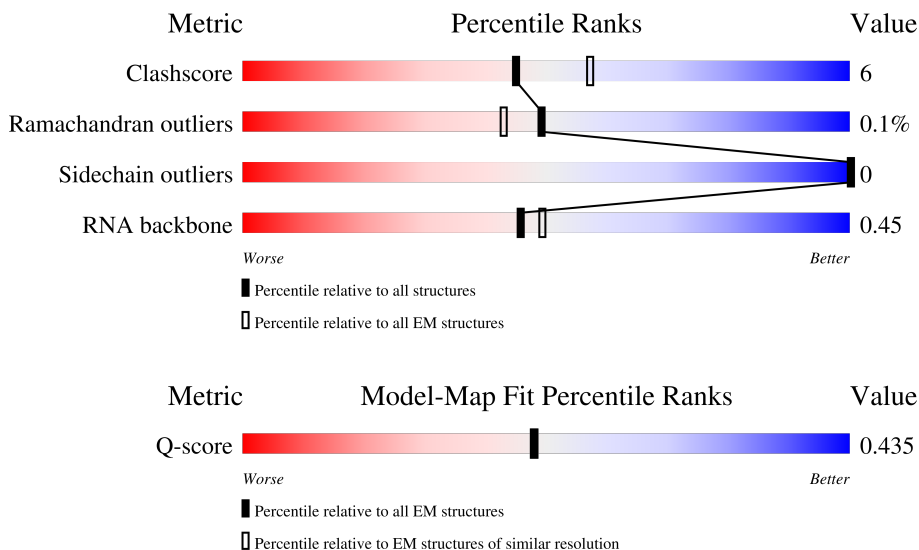 Metric Percentile Ranks Value
Clashscore 6
Ramachandran outliers 0.1%
Sidechain outliers 0
RNA backbone 0.45
Worse Better
Percentile relative to all structures
Percentile relative to all EM structures
Metric Model-Map Fit Percentile Ranks Value
Q-score 0.435
Worse Better
Percentile relative to all EM structures
Percentile relative to EM structures of similar resolution